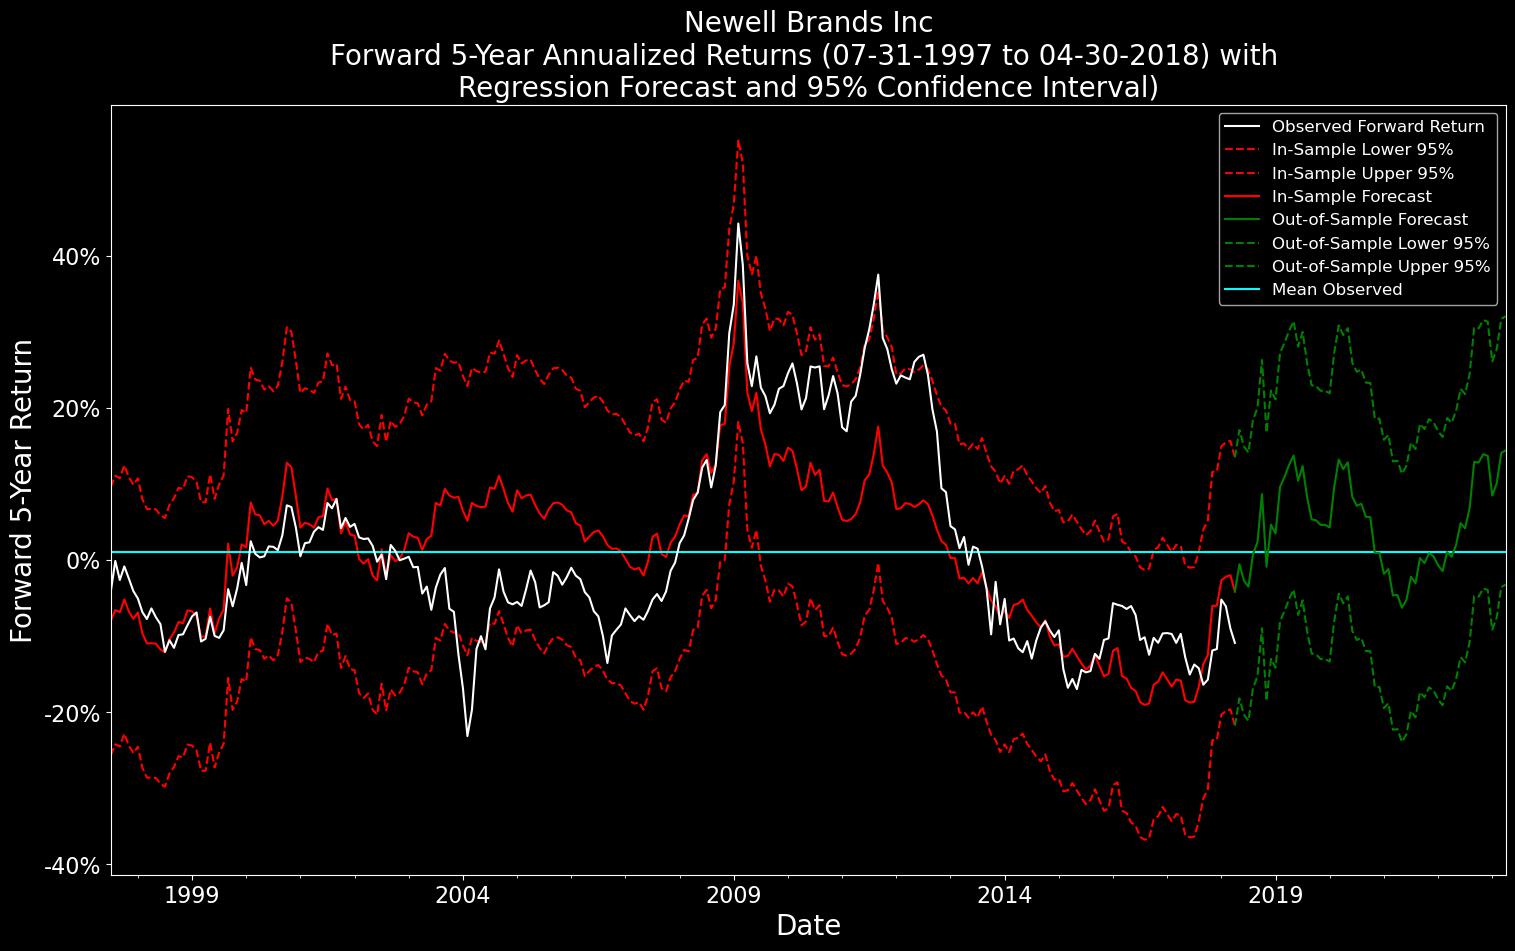 Newell Brands Inc
Forward 5-Year Annualized Returns (07-31-1997 to 04-30-2018) with
Regression Forecast and 95% Confidence Interval)
Observed Forward Return
In-Sample Lower 95%
In-Sample Upper 95%
In-Sample Forecast
Out-of-Sample Forecast
Out-of-Sample Lower 95%
Out-of-Sample Upper 95%
Mean Observed
Forward 5-Year Return
40%
20%
0%
-20%
-40%
1999 2004 2009 2014 2019
Date